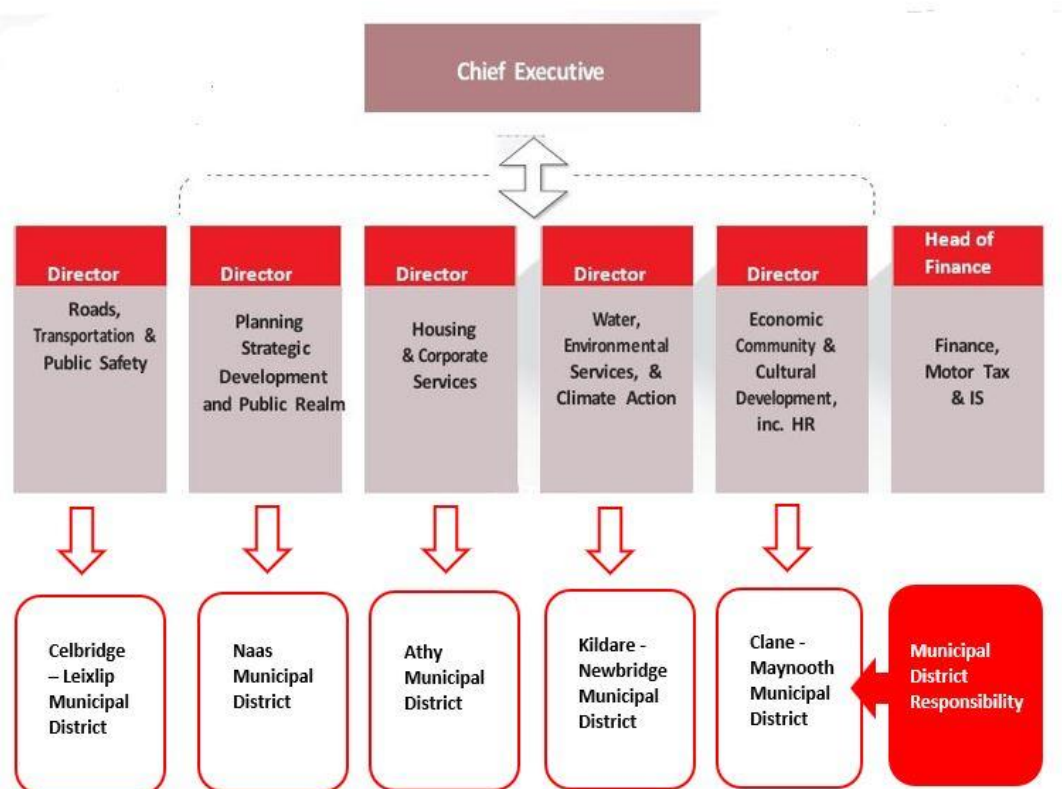 Chief Executive
Director
Roads,
Transportation &
Public Safety
Director
Planning
Strategic
Development
and Public Realm
Director
Housing
& Corporate
Services
Director
Water,
Environmental
Services, &
Climate Action
Director
Economic
Community &
Cultural
Development,
inc. HR
Head of
Finance
Finance,
Motor Tax
& IS
Celbridge
– Leixlip
Municipal
District
Naas
Municipal
District
Athy
Municipal
District
Kildare -
Newbridge
Municipal
District
Clane -
Maynooth
Municipal
District
Municipal
District
Responsibility